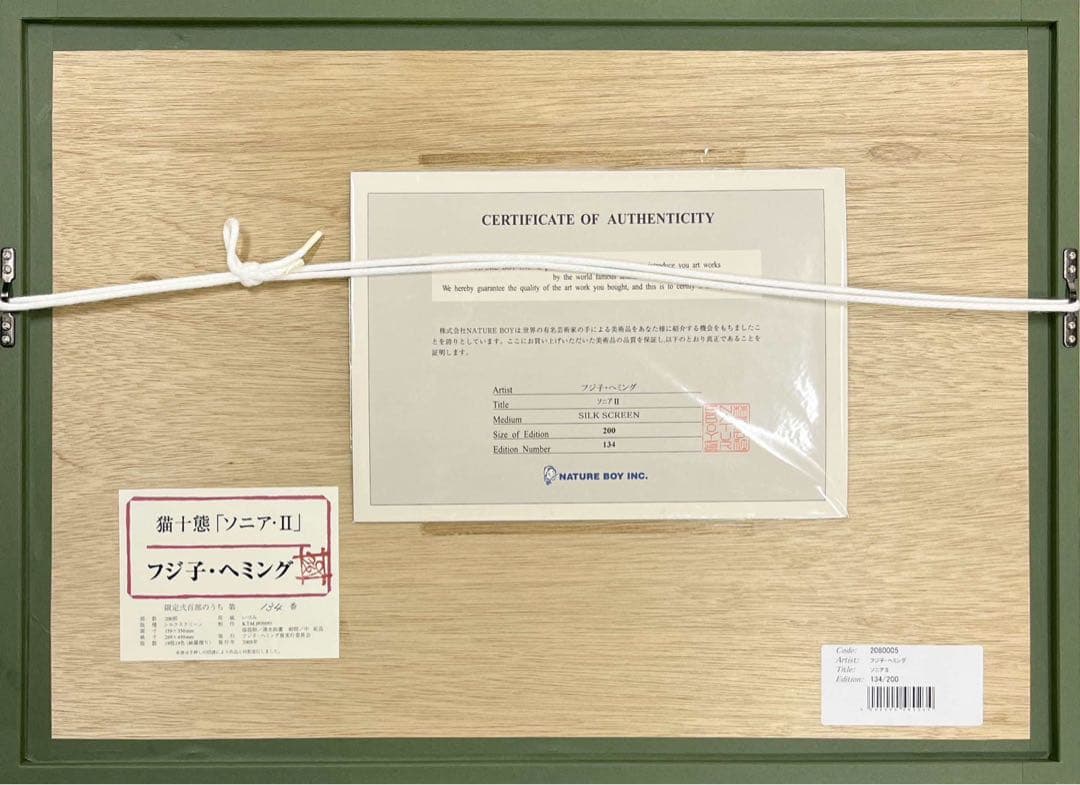 CERTIFICATE OF AUTHENTICITY
introduce you art works
by the world famous
We hereby guarantee the quality of the art work you bought, and this is to certify
株式会社NATURE BOYは世界の有名芸術家の手による美術品をあなた様に紹介する機会をもちましたこ
とを誇りとしています。ここにお買い上げいただいた美術品の品質を保証し,以下のとおり真正であることを
証明します。
Artist フジ子・ヘミング
Title ソニアⅡ
Medium SILK SCREEN
Size of Edition 200
Edition Number 134
NATURE BOY INC.
猫十態「ソニア・Ⅱ」
フジ子・ヘミング
限定弐百部のうち 第 134 番
Code: 2080005
Artist: フジ子・ヘミング
Title: ソニアⅡ
Edition: 134/200